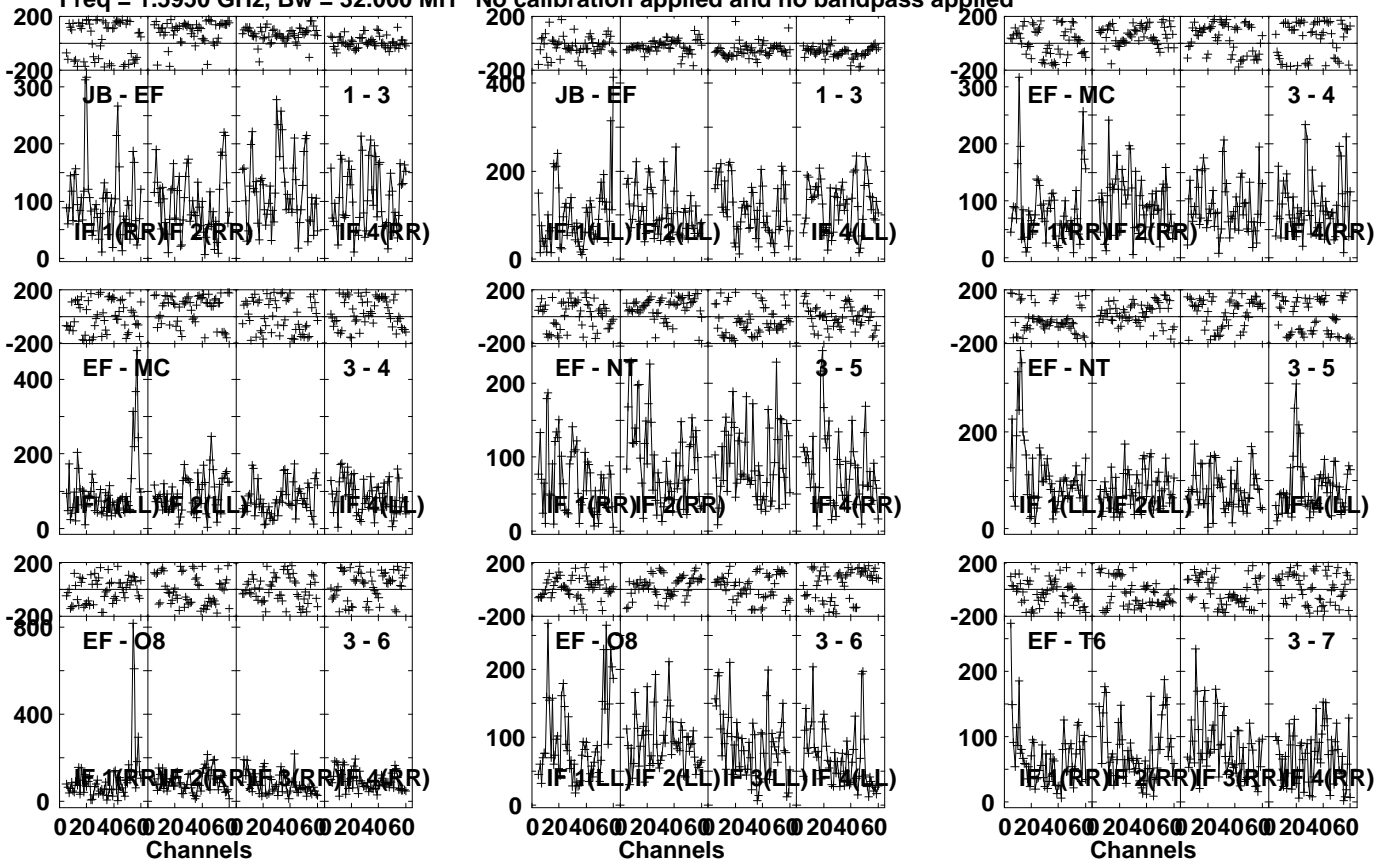 Freq = 1.5950 GHz, Bw = 32.000 MH No calibration applied and no bandpass applied
200
-200
300
200
100
0
JB - EF 1 - 3
IF 1(RR) IF 2(RR) IF 4(RR)
200
-200
400
200
0
JB - EF 1 - 3
IF 1(LL) IF 2(LL) IF 4(LL)
200
-200
300
200
100
0
EF - MC 3 - 4
IF 1(RR) IF 2(RR) IF 4(RR)
200
-200
400
200
0
EF - MC 3 - 4
IF 1(LL) IF 2(LL) IF 4(LL)
200
-200
200
100
0
EF - NT 3 - 5
IF 1(RR) IF 2(RR) IF 4(RR)
200
-200
200
0
EF - NT 3 - 5
IF 1(LL) IF 2(LL) IF 4(LL)
200
-200
800
400
0
EF - O8 3 - 6
IF 1(RR) IF 2(RR) IF 3(RR) IF 4(RR)
0 20 40 60 0 20 40 60 0 20 40 60 0 20 40 60
Channels
200
-200
200
100
0
EF - O8 3 - 6
IF 1(LL) IF 2(LL) IF 3(LL) IF 4(LL)
0 20 40 60 0 20 40 60 0 20 40 60 0 20 40 60
Channels
200
-200
200
100
0
EF - T6 3 - 7
IF 1(RR) IF 2(RR) IF 3(RR) IF 4(RR)
0 20 40 60 0 20 40 60 0 20 40 60 0 20 40 60
Channels